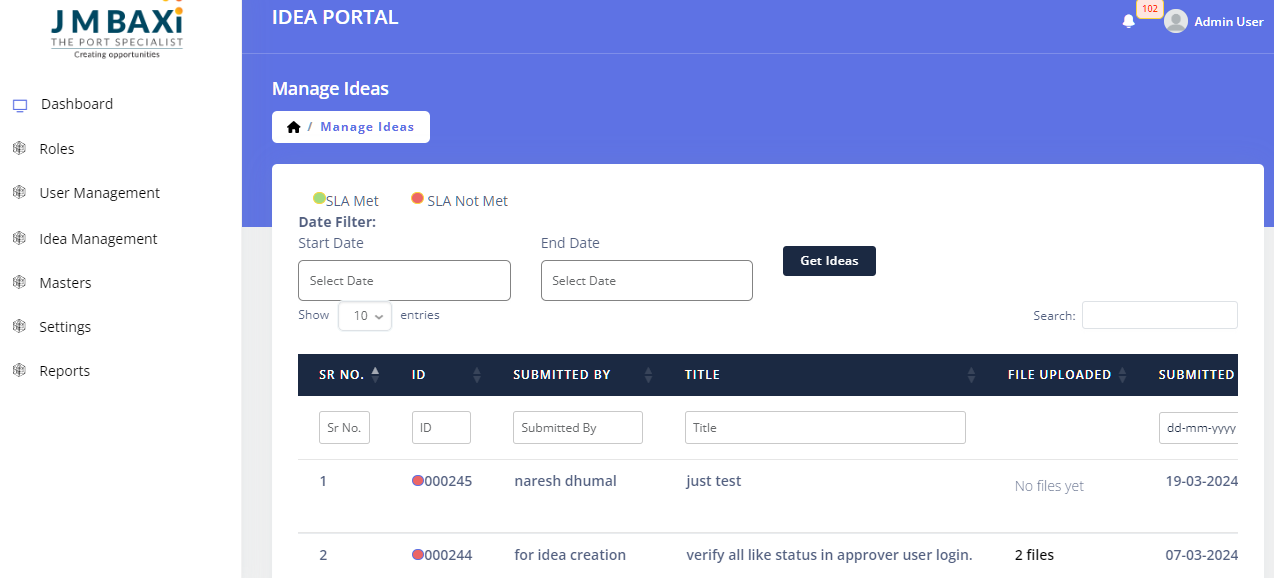 JMBAXi
THE PORT SPECIALIST
Creating opportunities
Dashboard
Roles
User Management
Idea Management
Masters
Settings
Reports
IDEA PORTAL
102
Admin User
Manage Ideas
/ Manage Ideas
SLA Met SLA Not Met
Date Filter:
Start Date End Date
Select Date Select Date Get Ideas
Show 10 entries Search:
SR NO. ID SUBMITTED BY TITLE FILE UPLOADED SUBMITTED
Sr No. ID Submitted By Title dd-mm-yyyy
1 000245 naresh dhumal just test No files yet 19-03-2024
2 000244 for idea creation verify all like status in approver user login. 2 files 07-03-2024